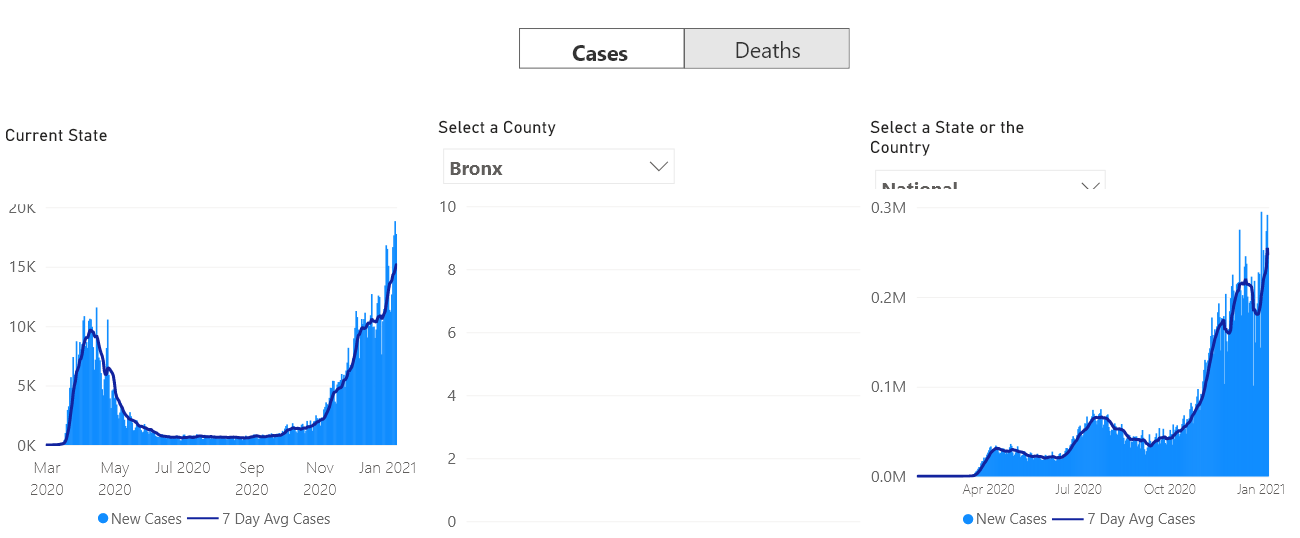 Cases
Deaths
Current State
Select a County
Bronx
Select a State or the
Country
National
20K
15K
10K
5K
0K
Mar
2020
May
2020
Jul 2020
Sep
2020
Nov
2020
Jan 2021
New Cases
7 Day Avg Cases
10
8
6
4
2
0
0.3M
0.2M
0.1M
0.0M
Apr 2020
Jul 2020
Oct 2020
Jan 2021
New Cases
7 Day Avg Cases